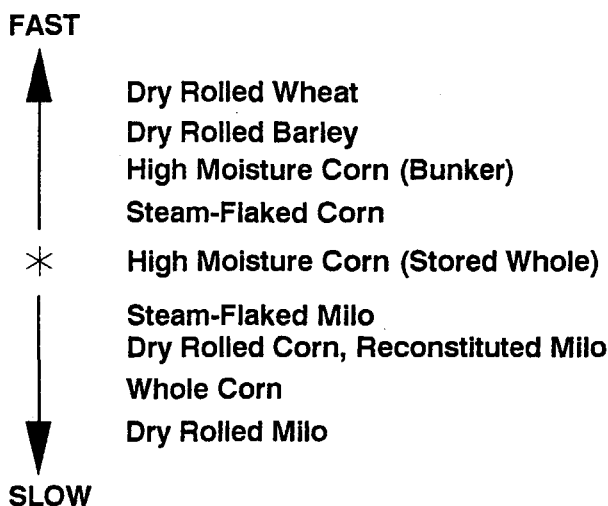 FAST
Dry Rolled Wheat
Dry Rolled Barley
High Moisture Corn (Bunker)
Steam-Flaked Corn
High Moisture Corn (Stored Whole)
Steam-Flaked Milo
Dry Rolled Corn, Reconstituted Milo
Whole Corn
Dry Rolled Milo
SLOW